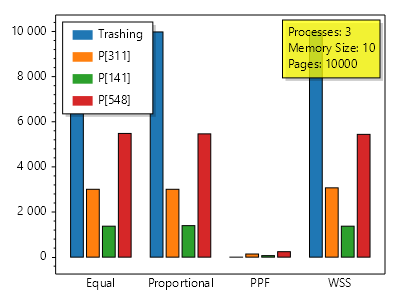 10 000
8 000
6 000
4 000
2 000
0
Trashing
P[311]
P[141]
P[548]
Processes: 3
Memory Size: 10
Pages: 10000
Equal
Proportional
PPF
WSS